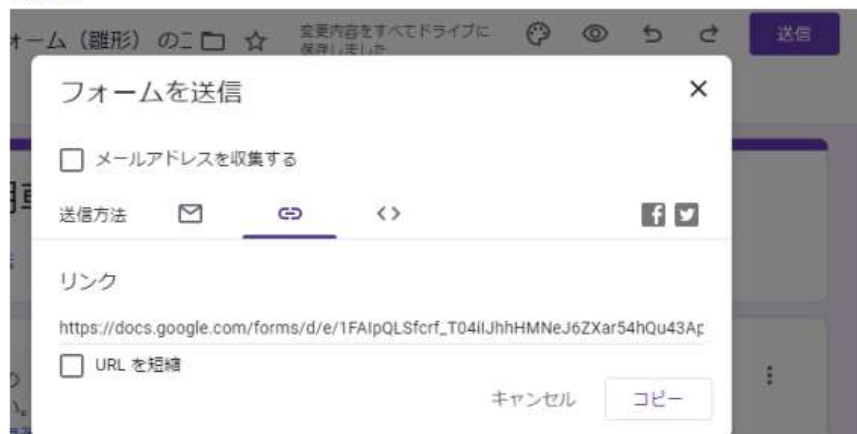 ォーム（雛形）のこ
変更内容をすべてドライブに
保存しました
送信
フォームを送信
メールアドレスを収集する
送信方法
リンク
https://docs.google.com/forms/d/e/1FAIpQLSfcrf_T04iIJhhHMNeJ6ZXar54hQu43Ap
URL を短縮
キャンセル
コピー